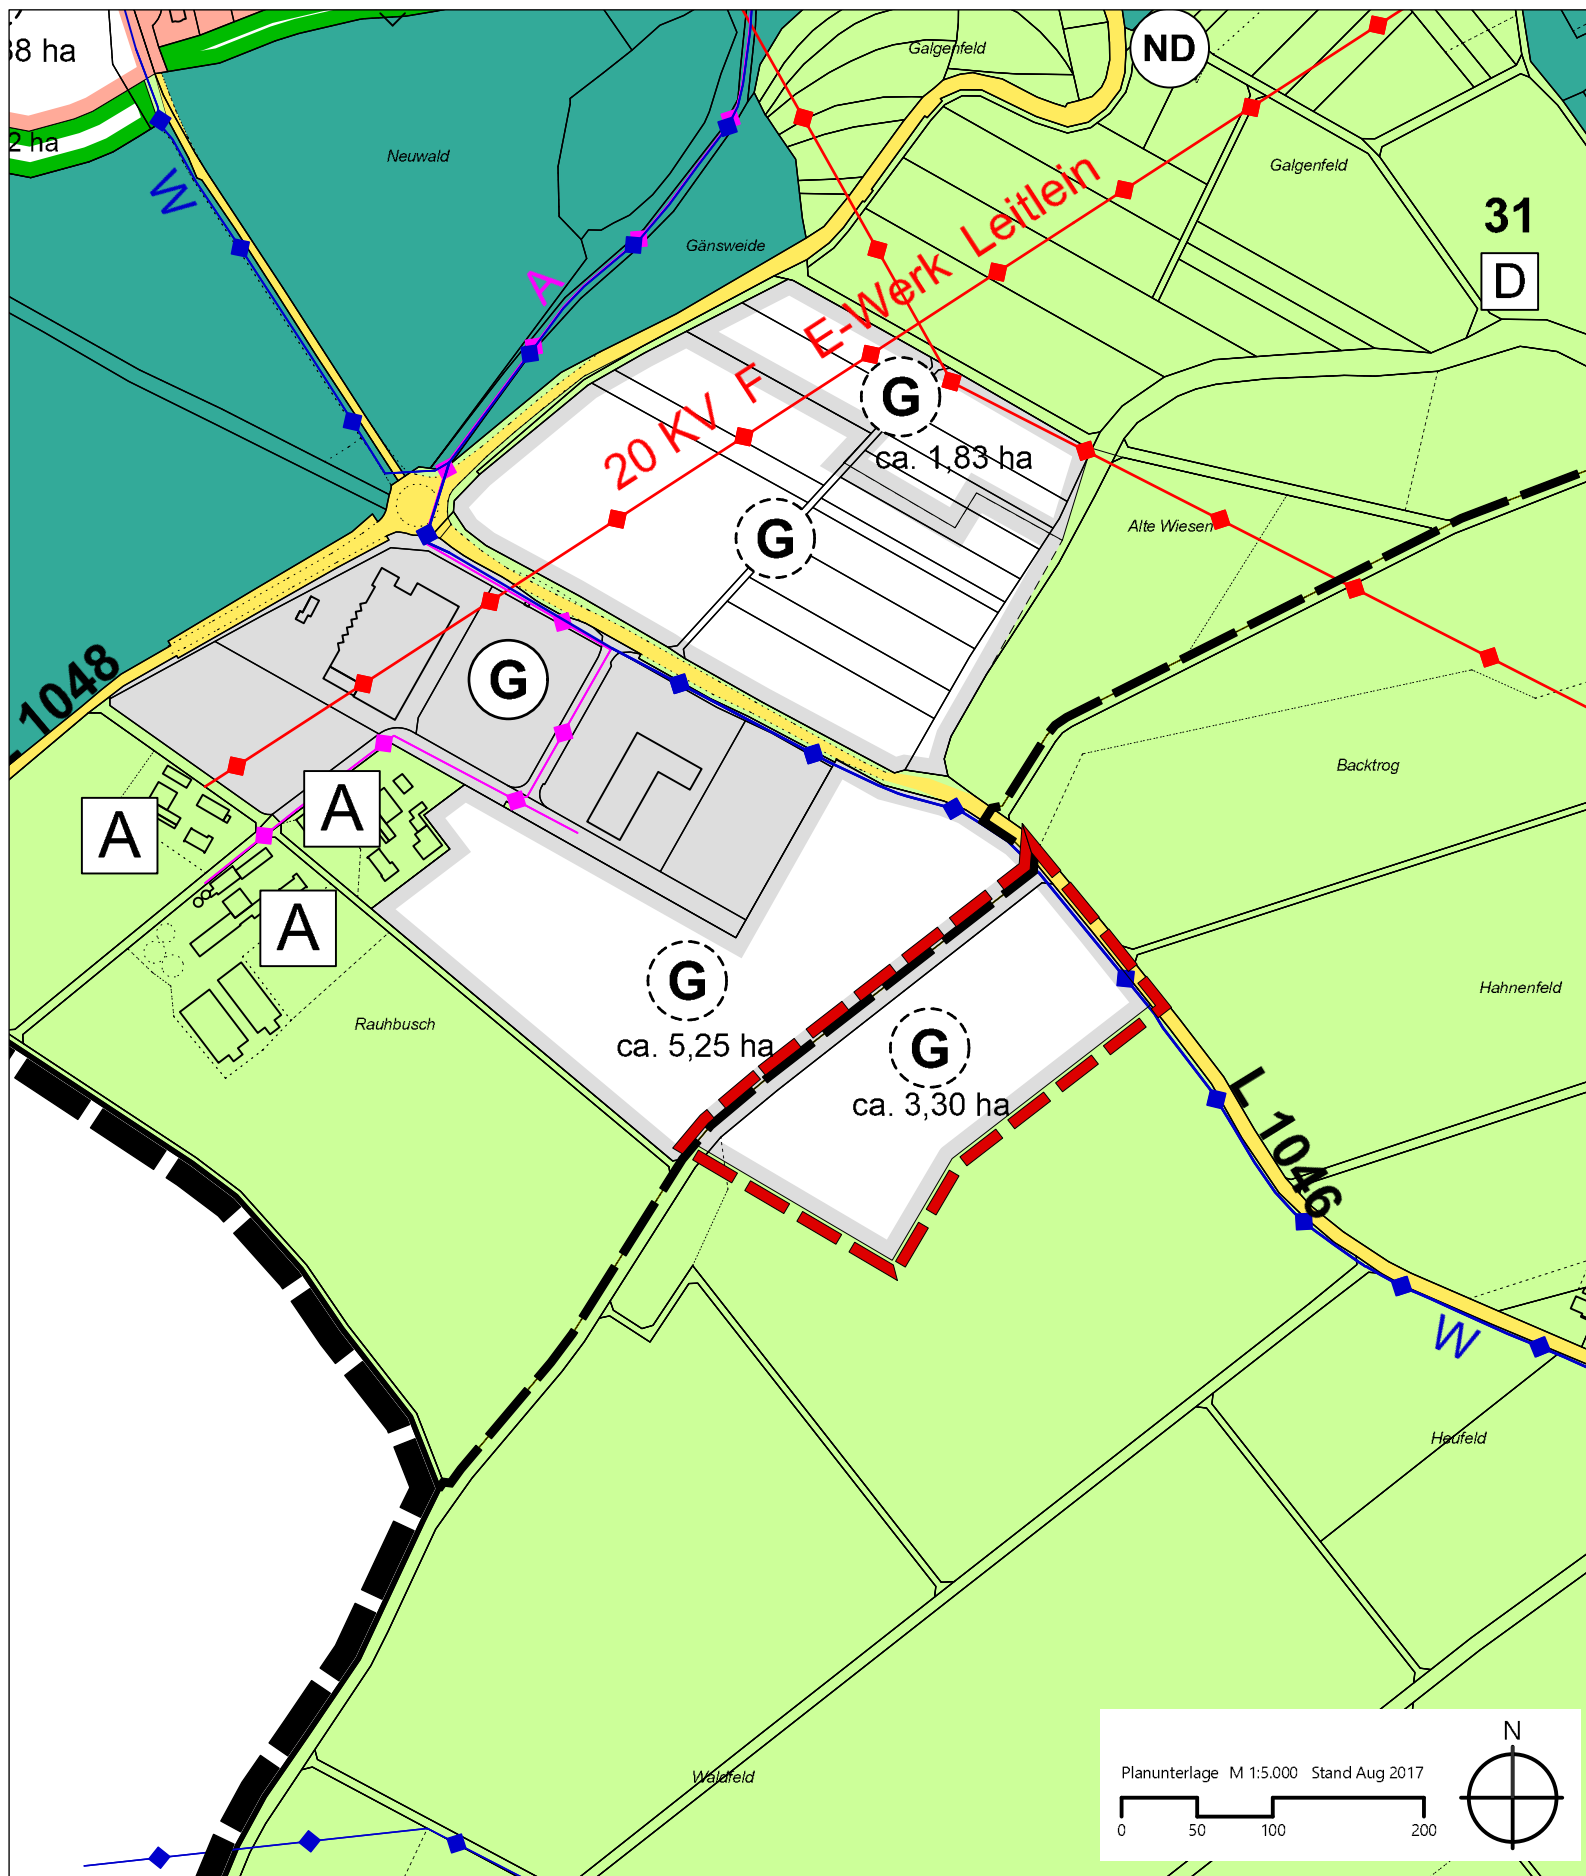 38 ha
2 ha
Galgenfeld
ND
Neuwald
Galgenfeld
W
Gänsweide
31
D
A
20 KV F E-Werk Leitlein
G
ca. 1,83 ha
G
Alte Wiesen
1048
G
Backtrog
A
A
A
G
ca. 5,25 ha
Rauhbusch
G
ca. 3,30 ha
Hahnenfeld
L 1046
W
Heufeld
Waldfeld
N
Planunterlage M 1:5.000 Stand Aug 2017
0 50 100 200